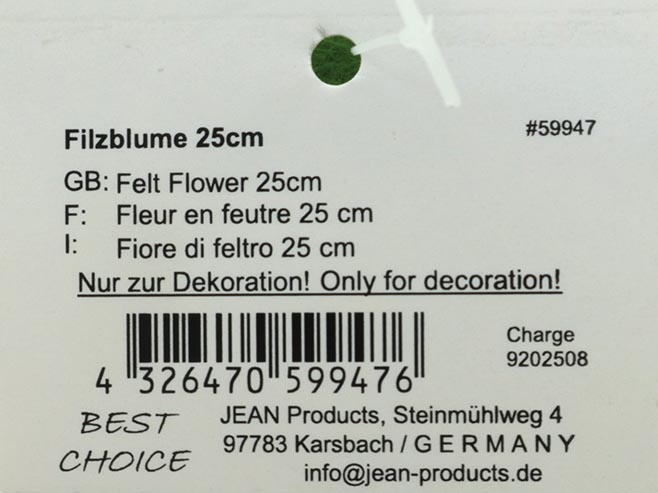 Filzblume 25cm
#59947
GB: Felt Flower 25cm
F: Fleur en feutre 25 cm
I: Fiore di feltro 25 cm
Nur zur Dekoration! Only for decoration!
Charge
9202508
4 326470 599476
BEST
CHOICE
JEAN Products, Steinmühlweg 4
97783 Karsbach / G E R M A N Y
info@jean-products.de